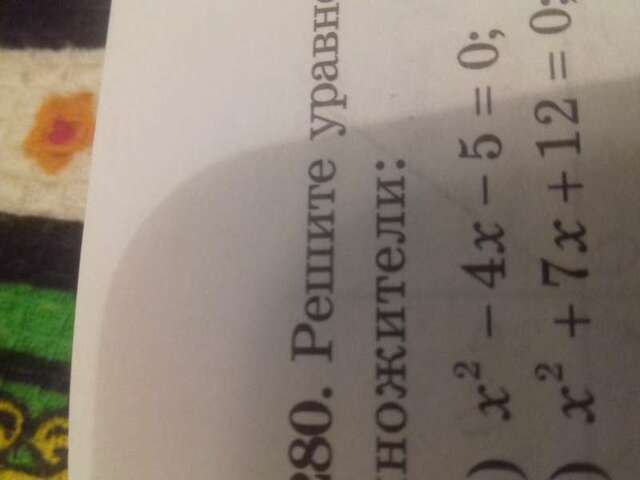 280. Решите уравн
ножители:
) x² – 4x – 5 = 0;
) x² + 7x + 12 = 0;